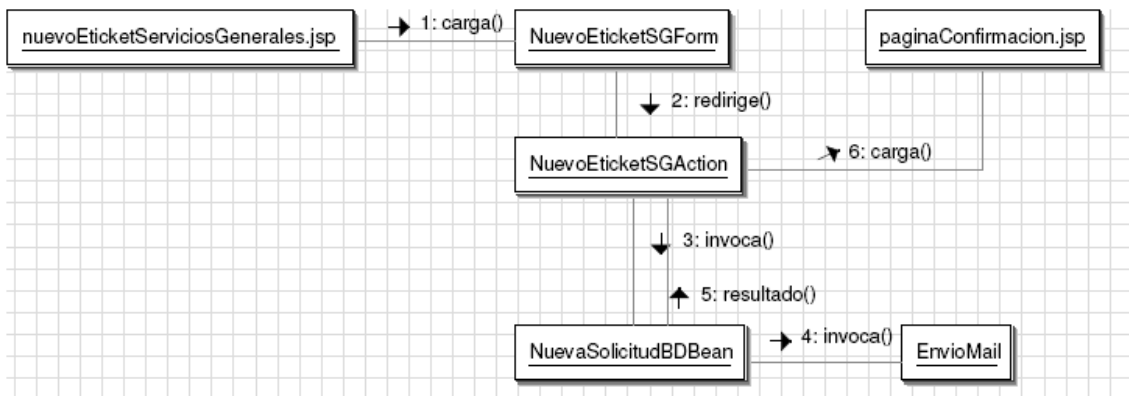 nuevoEticketServiciosGenerales.jsp
1: carga()
NuevoEticketSGForm
paginaConfirmacion.jsp
2: redirige()
NuevoEticketSGAction
6: carga()
3: invoca()
5: resultado()
NuevaSolicitudBDBean
4: invoca()
EnvioMail